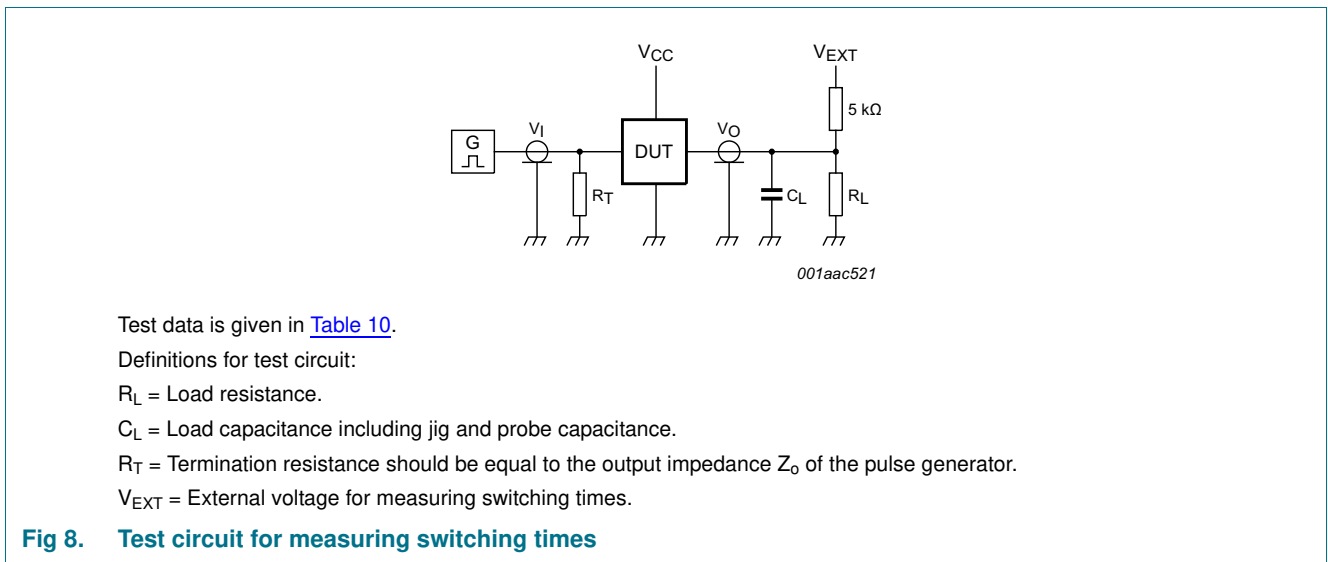 VCC
VEXT
5 kΩ
G
VI
DUT
VO
RT
CL
RL
001aac521
Test data is given in Table 10.
Definitions for test circuit:
RL = Load resistance.
CL = Load capacitance including jig and probe capacitance.
RT = Termination resistance should be equal to the output impedance Zo of the pulse generator.
VEXT = External voltage for measuring switching times.
Fig 8. Test circuit for measuring switching times